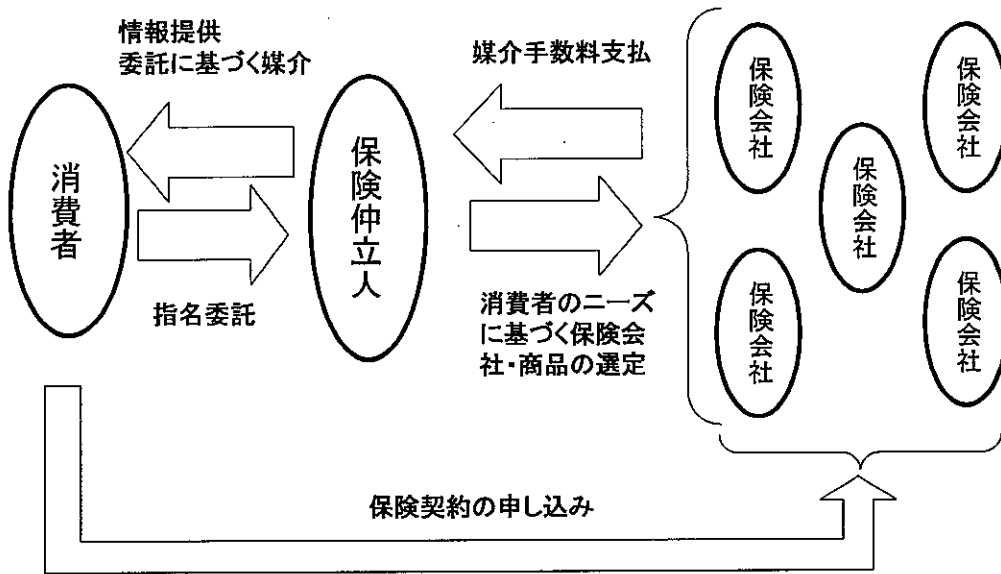 情報提供
委託に基づく媒介
媒介手数料支払
消費者
保険仲立人
保険会社
保険会社
保険会社
保険会社
保険会社
指名委託
消費者のニーズ
に基づく保険会
社・商品の選定
保険契約の申し込み